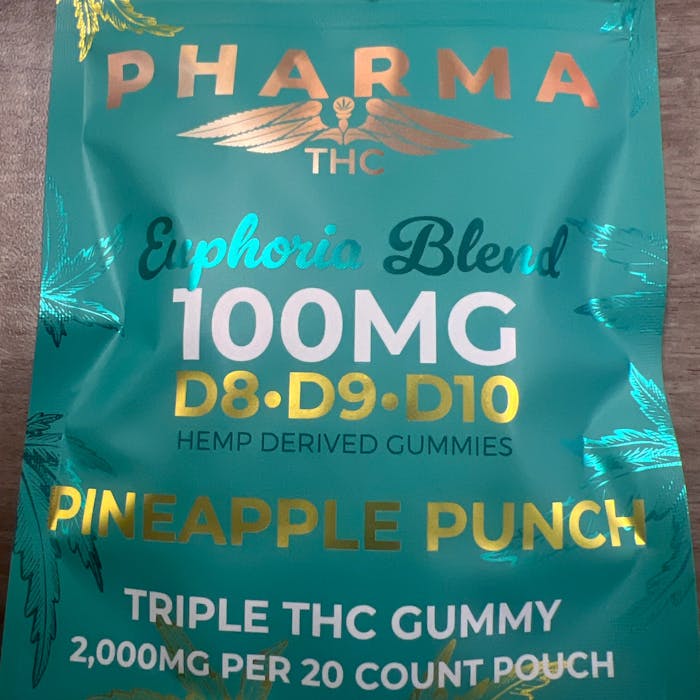 PHARMA
THC
Euphoria Blend
100MG
D8•D9•D10
HEMP DERIVED GUMMIES
PINEAPPLE PUNCH
TRIPLE THC GUMMY
2,000MG PER 20 COUNT POUCH